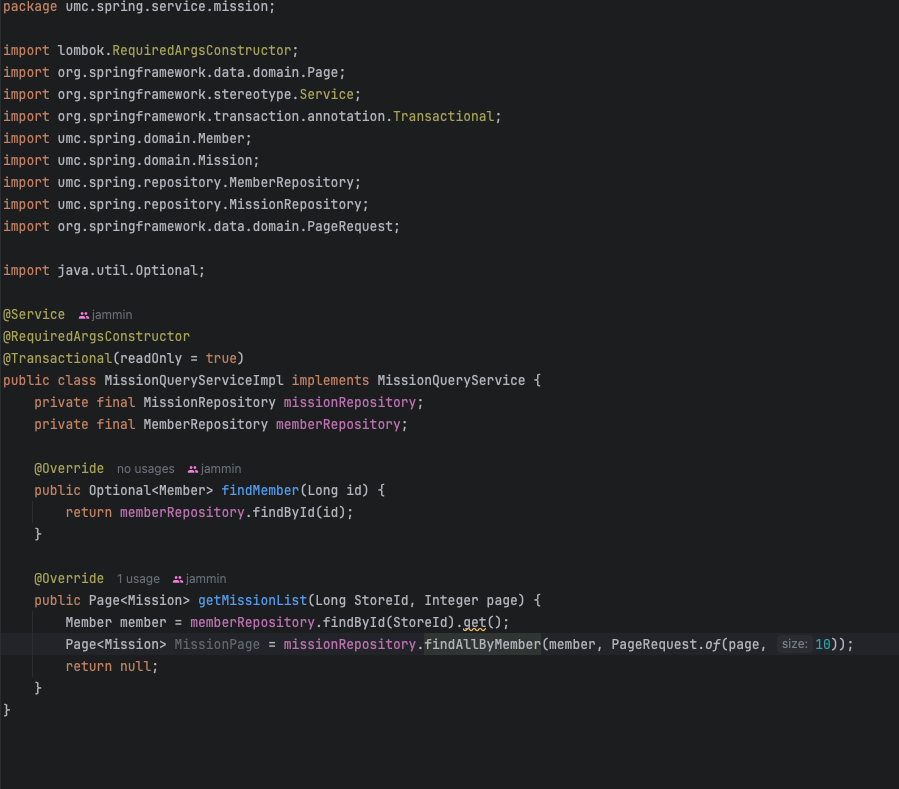 package umc.spring.service.mission;
import lombok.RequiredArgsConstructor;
import org.springframework.data.domain.Page;
import org.springframework.stereotype.Service;
import org.springframework.transaction.annotation.Transactional;
import umc.spring.domain.Member;
import umc.spring.domain.Mission;
import umc.spring.repository.MemberRepository;
import umc.spring.repository.MissionRepository;
import org.springframework.data.domain.PageRequest;
import java.util.Optional;
@Service jammin
@RequiredArgsConstructor
@Transactional(readOnly = true)
public class MissionQueryServiceImpl implements MissionQueryService {
    private final MissionRepository missionRepository;
    private final MemberRepository memberRepository;
    @Override no usages jammin
    public Optional<Member> findMember(Long id) {
        return memberRepository.findById(id);
    }
    @Override 1 usage jammin
    public Page<Mission> getMissionList(Long StoreId, Integer page) {
        Member member = memberRepository.findById(StoreId).get();
        Page<Mission> MissionPage = missionRepository.findAllByMember(member, PageRequest.of(page, size: 10));
        return null;
    }
}